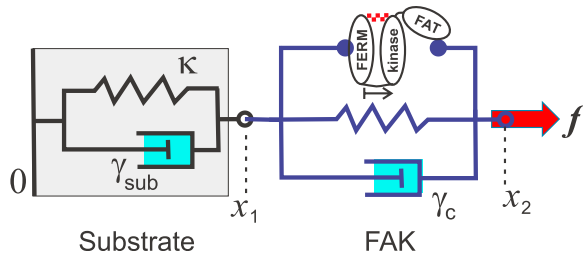 FERM
kinase
FAT
κ
γsub
0
x1
γc
x2
f
Substrate
FAK